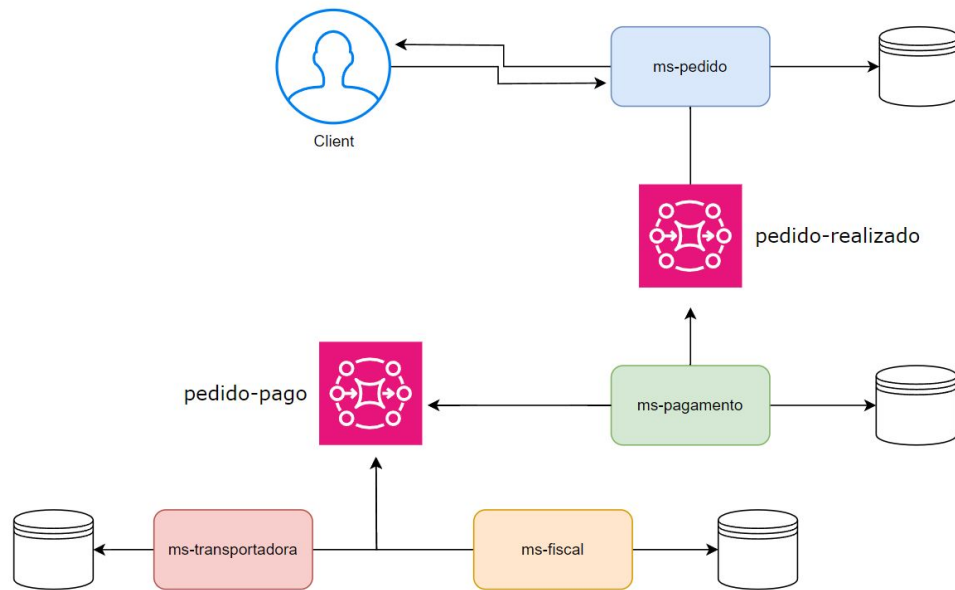 ms-pedido
Client
pedido-realizado
pedido-pago
ms-pagamento
ms-transportadora
ms-fiscal